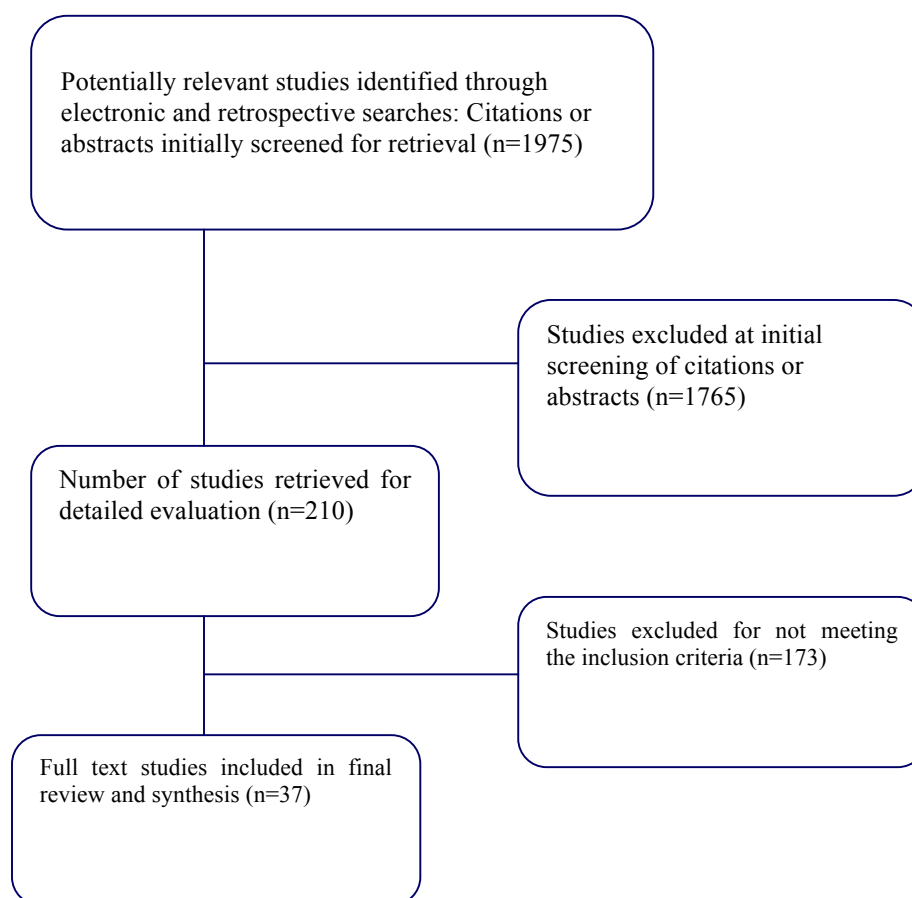 Potentially relevant studies identified through
electronic and retrospective searches: Citations or
abstracts initially screened for retrieval (n=1975)
Studies excluded at initial
screening of citations or
abstracts (n=1765)
Number of studies retrieved for
detailed evaluation (n=210)
Studies excluded for not meeting
the inclusion criteria (n=173)
Full text studies included in final
review and synthesis (n=37)